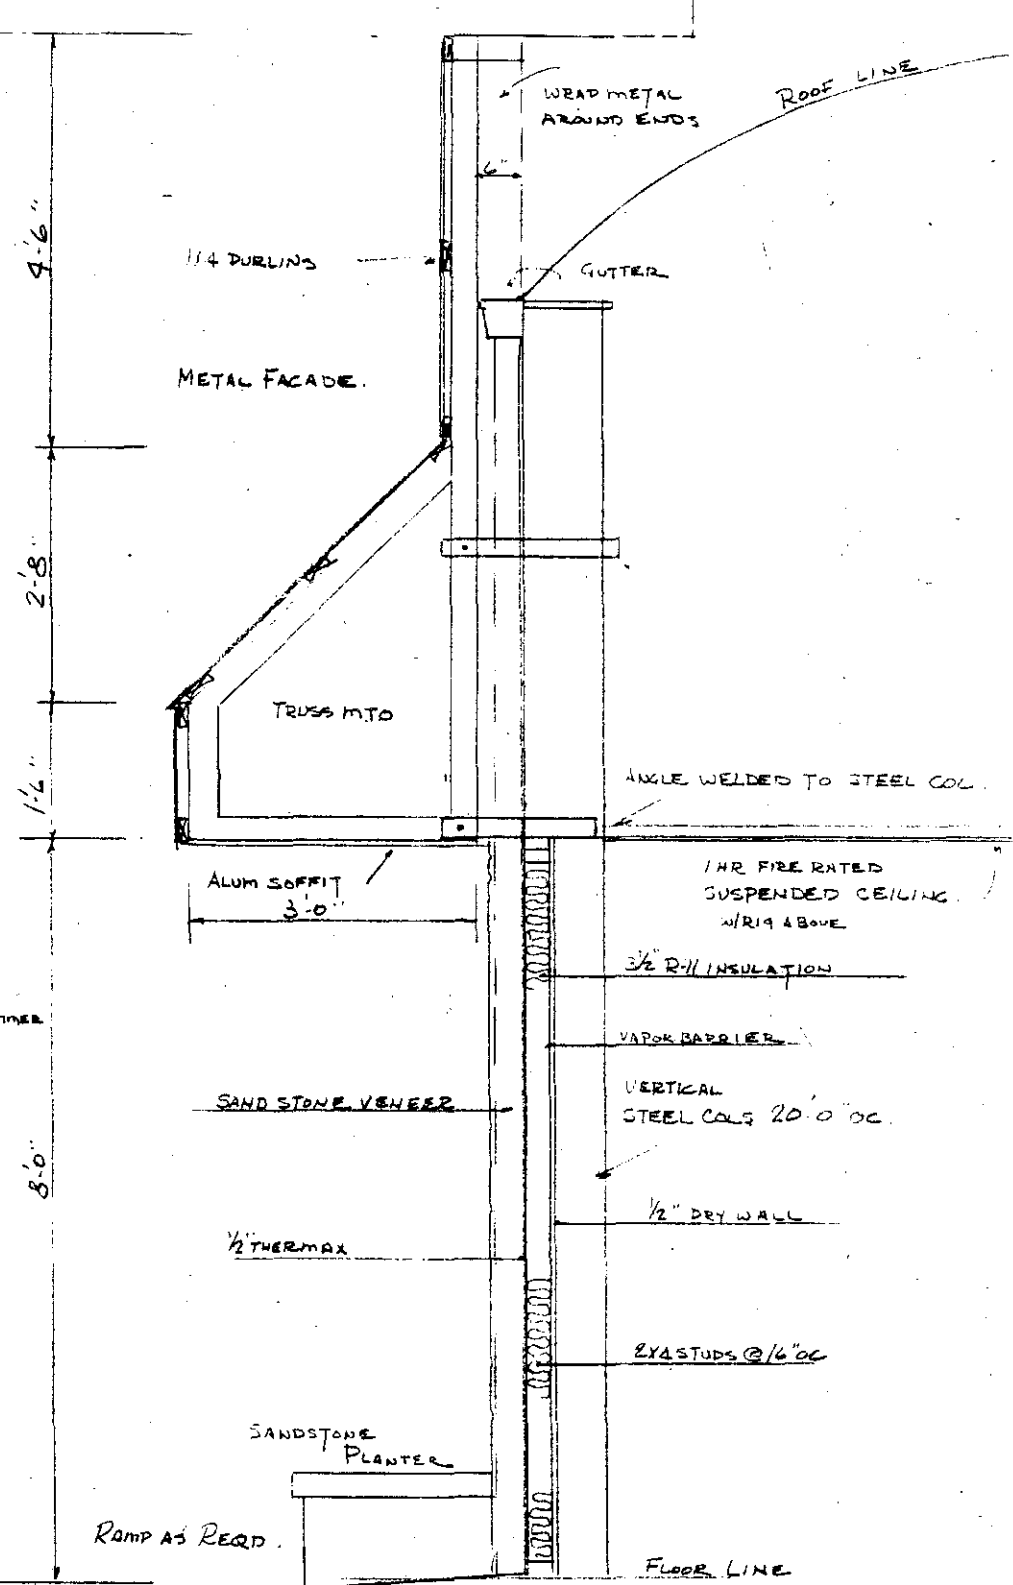 WRAP METAL
AROUND ENDS
ROOF LINE
6"
4'-6"
1x4 PURLINS
GUTTER
METAL FACADE.
2'-8"
TRUSS MTD
1'-6"
ANGLE WELDED TO STEEL COL.
ALUM SOFFIT
3'-0"
1 HR FIRE RATED
SUSPENDED CEILING
W/R19 ABOVE
3½" R-11 INSULATION
VAPOR BARRIER
SAND STONE VENEER
VERTICAL
STEEL COLS 20'-0" OC.
8'-0"
½" DRY WALL
½" THERMAX
2X4 STUDS @ 16" OC
SANDSTONE
PLANTER
RAMP AS REQD.
FLOOR LINE